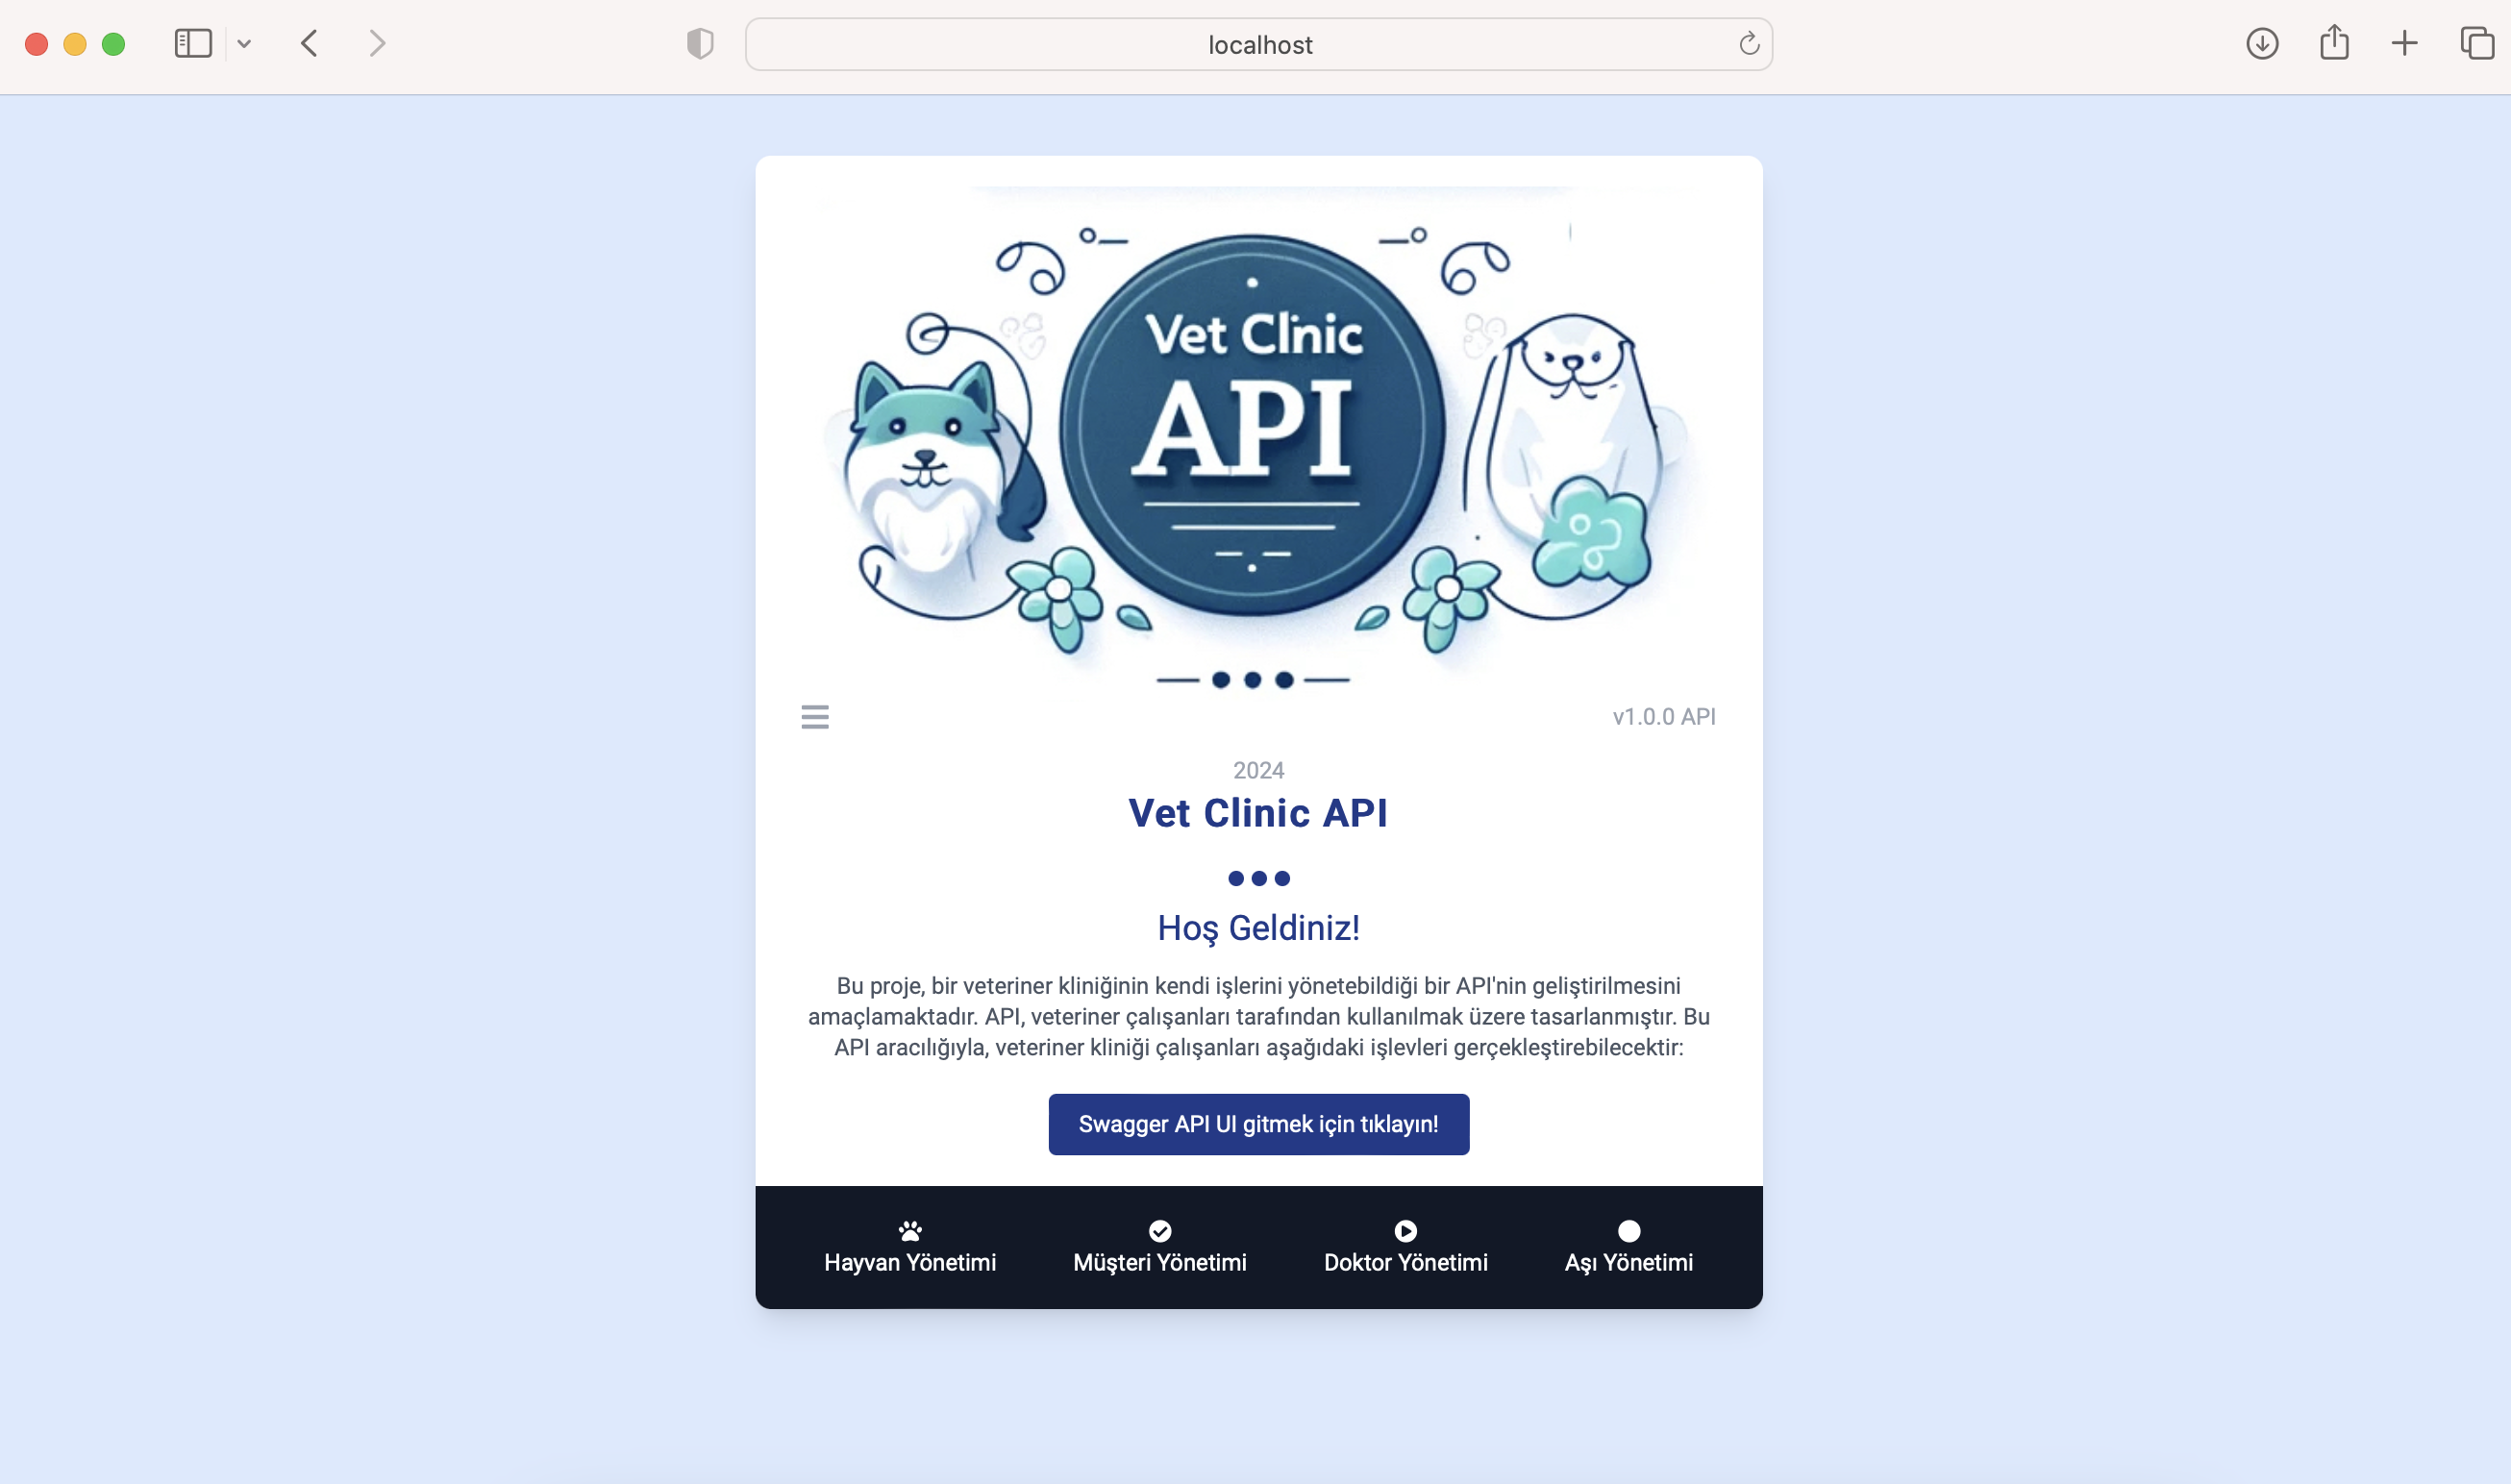 localhost
Vet Clinic
API
v1.0.0 API
2024
Vet Clinic API
Hoş Geldiniz!
Bu proje, bir veteriner kliniğinin kendi işlerini yönetebildiği bir API'nin geliştirilmesini
amaçlamaktadır. API, veteriner çalışanları tarafından kullanılmak üzere tasarlanmıştır. Bu
API aracılığıyla, veteriner kliniği çalışanları aşağıdaki işlevleri gerçekleştirebilecektir:
Swagger API UI gitmek için tıklayın!
Hayvan Yönetimi
Müşteri Yönetimi
Doktor Yönetimi
Aşı Yönetimi